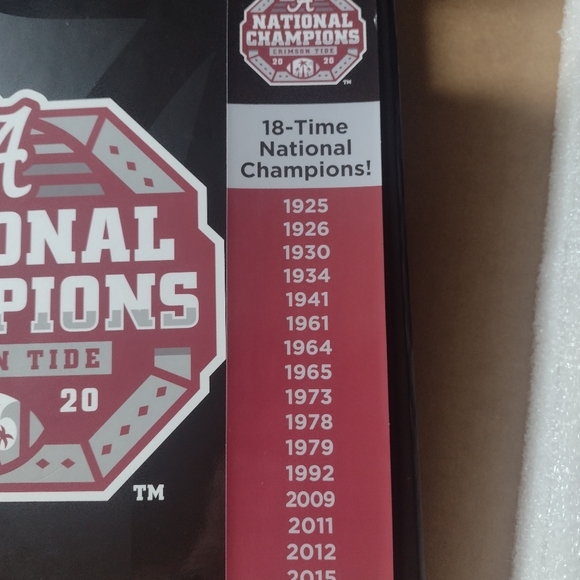 A
NATIONAL
CHAMPIONS
CRIMSON TIDE
20 20
TM
18-Time
National
Champions!
1925
1926
1930
1934
1941
1961
1964
1965
1973
1978
1979
1992
2009
2011
2012
2015
A
ONAL
PIONS
N TIDE
20
TM